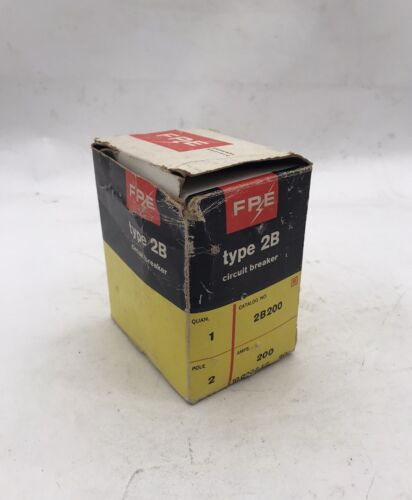 FPE
type 2B
circuit breaker
FPE
type 2B
circuit breaker
QUAN.
1
CATALOG NO.
2B200
POLE
2
AMPS.
200